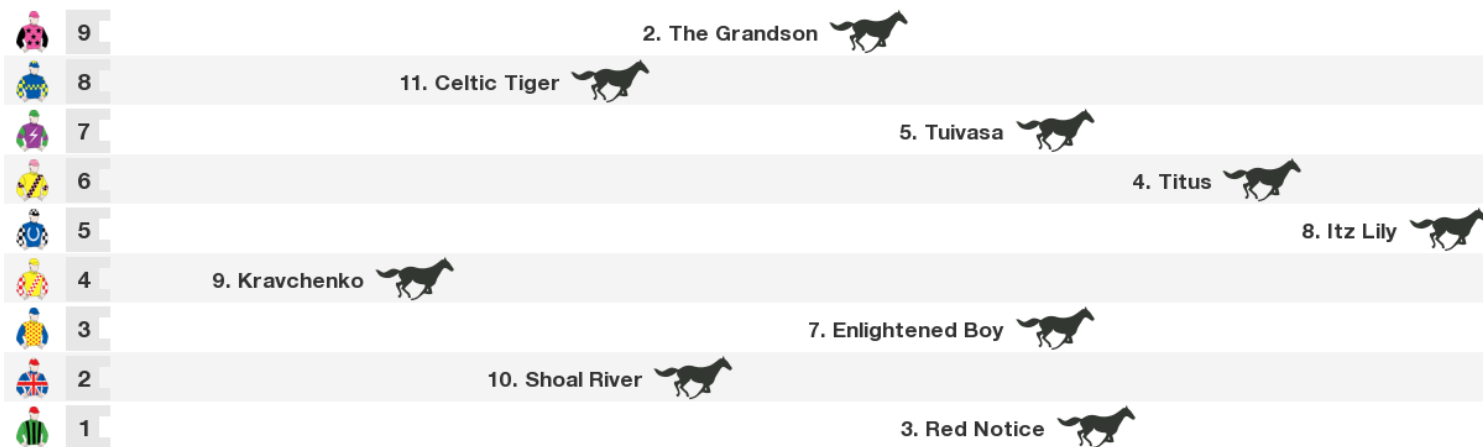 9 2. The Grandson
8 11. Celtic Tiger
7 5. Tuivasa
6 4. Titus
5 8. Itz Lily
4 9. Kravchenko
3 7. Enlightened Boy
2 10. Shoal River
1 3. Red Notice